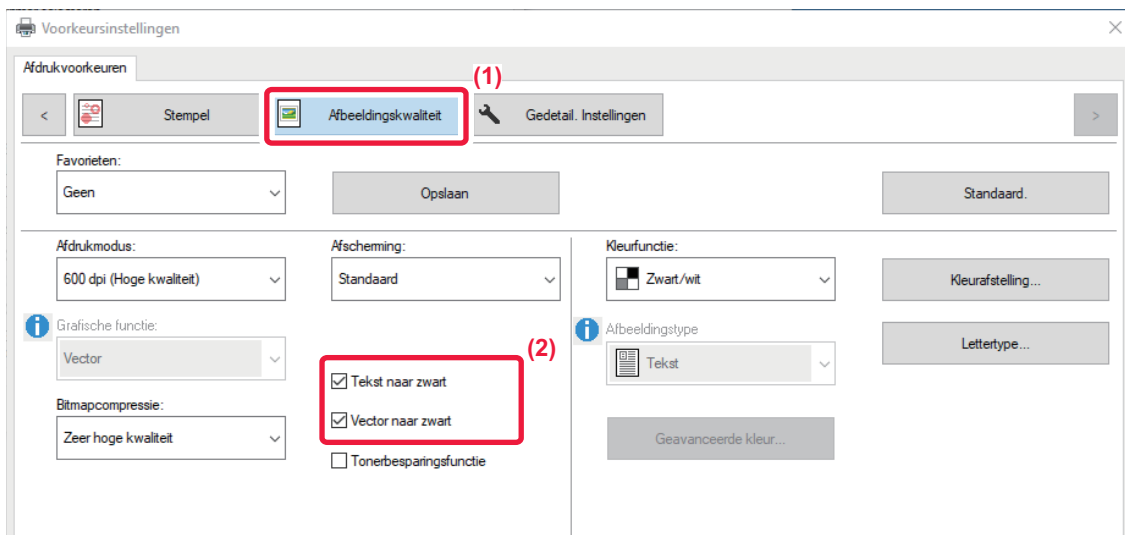 Voorkeursinstellingen
Afdrukvoorkeuren
(1)
< Stempel Afbeeldingskwaliteit Gedetail. Instellingen >
Favorieten:
Geen Opslaan Standaard.
Afdrukmodus: Afscherming: Kleurfunctie:
600 dpi (Hoge kwaliteit) Standaard Zwart/wit Kleurafstelling...
Grafische functie: Afbeeldingstype
(2)
Vector Tekst Lettertype...
Tekst naar zwart
Bitmapcompressie:
Vector naar zwart
Zeer hoge kwaliteit Geavanceerde kleur...
Tonerbesparingsfunctie